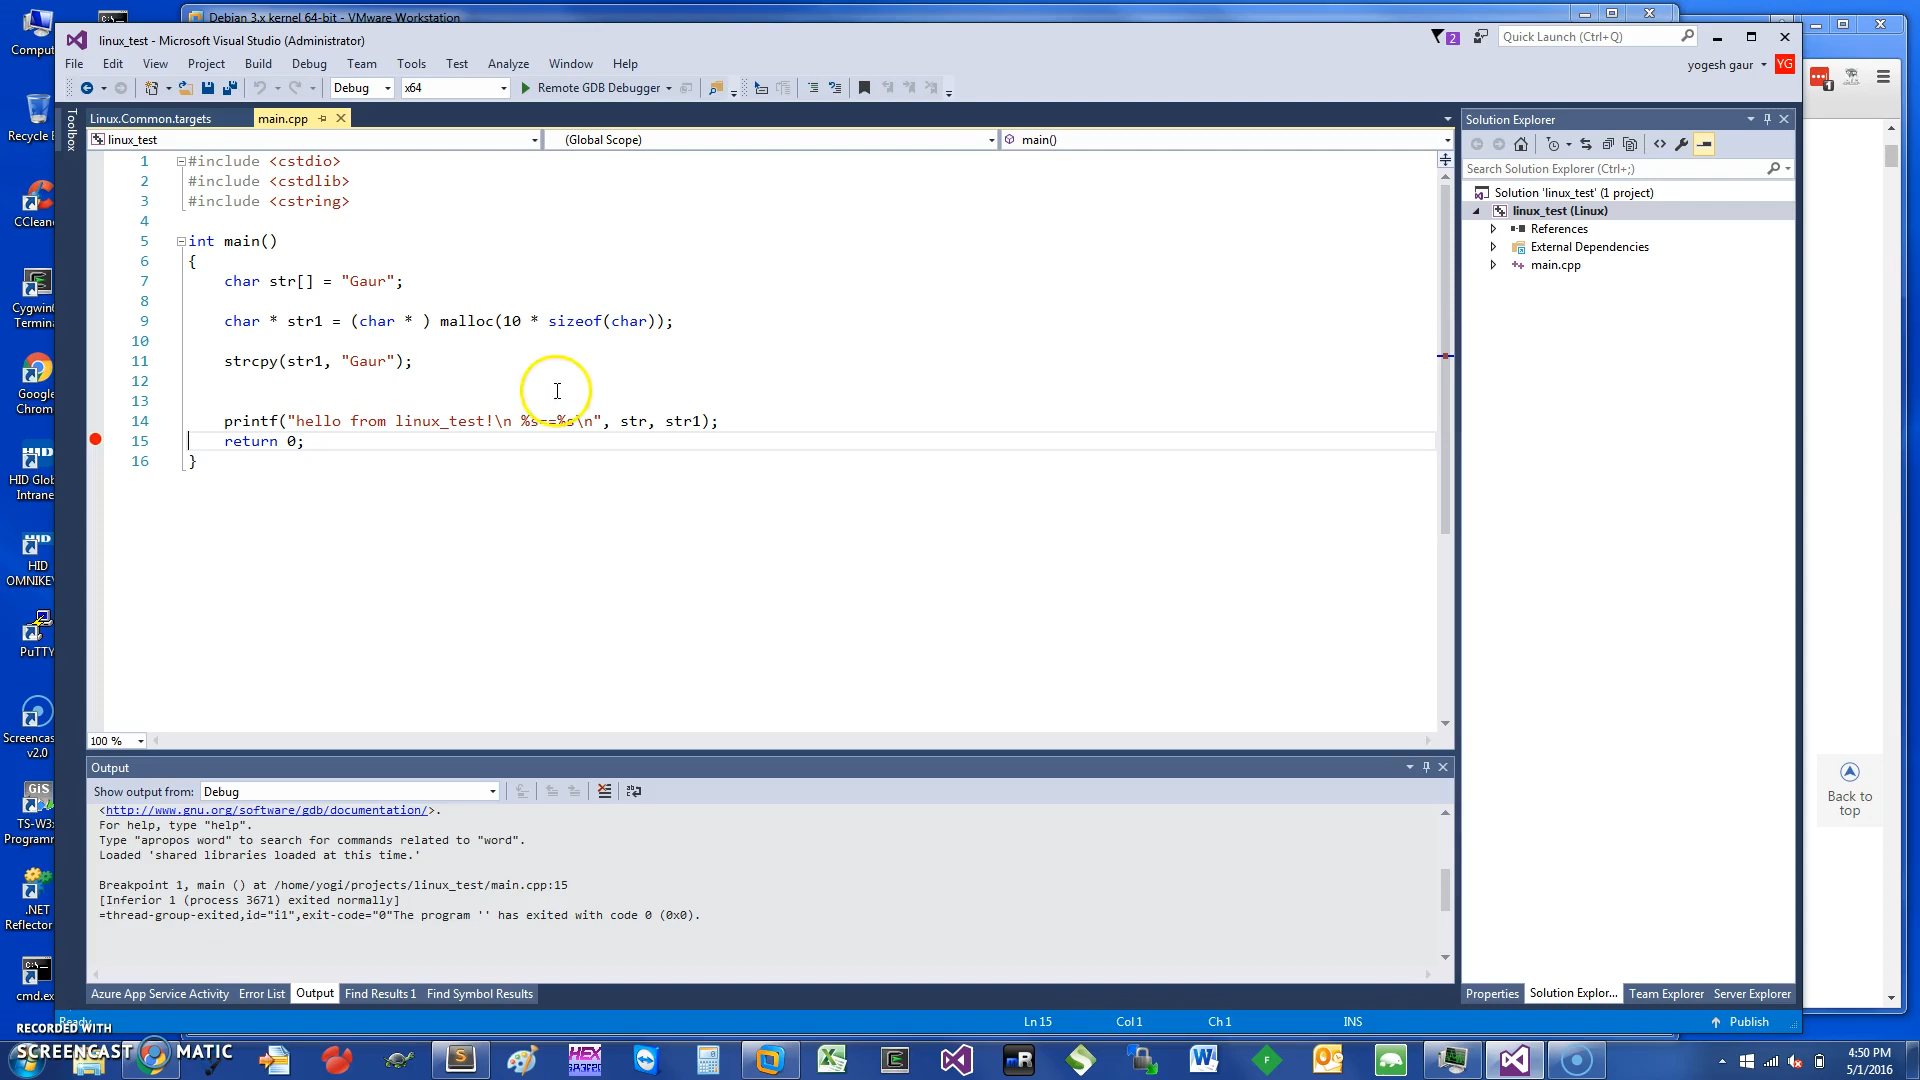 Comput
Debian 3.x kernel 64-bit - VMware Workstation
linux_test - Microsoft Visual Studio (Administrator)
2
Quick Launch (Ctrl+Q)
File Edit View Project Build Debug Team Tools Test Analyze Window Help
yogesh gaur YG
Debug x64 Remote GDB Debugger
1
Linux.Common.targets main.cpp
linux_test (Global Scope) main()
Toolbox
1 #include <cstdio>
2 #include <cstdlib>
3 #include <cstring>
4
5 int main()
6 {
7 char str[] = "Gaur";
8
9 char * str1 = (char * ) malloc(10 * sizeof(char));
10
11 strcpy(str1, "Gaur");
12
13
14 printf("hello from linux_test!\n %s==%s\n", str, str1);
15 return 0;
16 }
100 %
Solution Explorer
Search Solution Explorer (Ctrl+;)
Solution 'linux_test' (1 project)
linux_test (Linux)
References
External Dependencies
main.cpp
Output
Show output from: Debug
<http://www.gnu.org/software/gdb/documentation/>.
For help, type "help".
Type "apropos word" to search for commands related to "word".
Loaded 'shared libraries loaded at this time.'
Breakpoint 1, main () at /home/yogi/projects/linux_test/main.cpp:15
[Inferior 1 (process 3671) exited normally]
=thread-group-exited,id="i1",exit-code="0"The program '' has exited with code 0 (0x0).
Azure App Service Activity Error List Output Find Results 1 Find Symbol Results
Properties Solution Explor... Team Explorer Server Explorer
Ready Ln 15 Col 1 Ch 1 INS Publish
Back to
top
Recycle B
CClean
Cygwin
Termina
Google
Chrom
HID Glob
Intrane
HID
OMNIKEY
PuTTY
Screencas
v2.0
GiS
TS-W3x
Programm
.NET
Reflector
C:\
cmd.ex
RECORDED WITH
SCREENCAST MATIC
HEX
mR
4:50 PM
5/1/2016